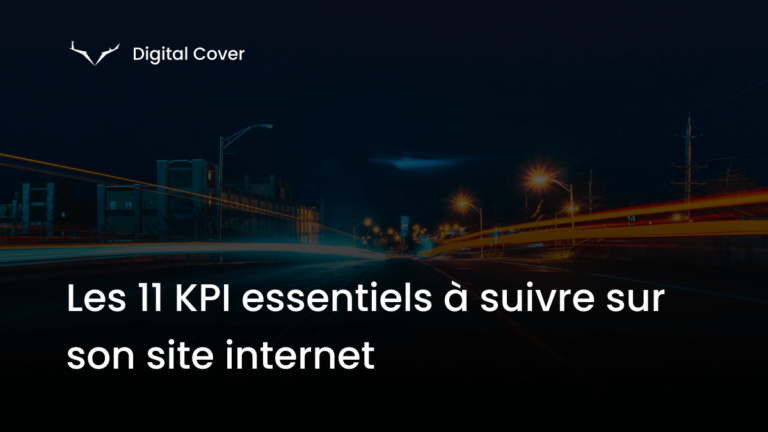 Digital Cover
Les 11 KPI essentiels à suivre sur
son site internet